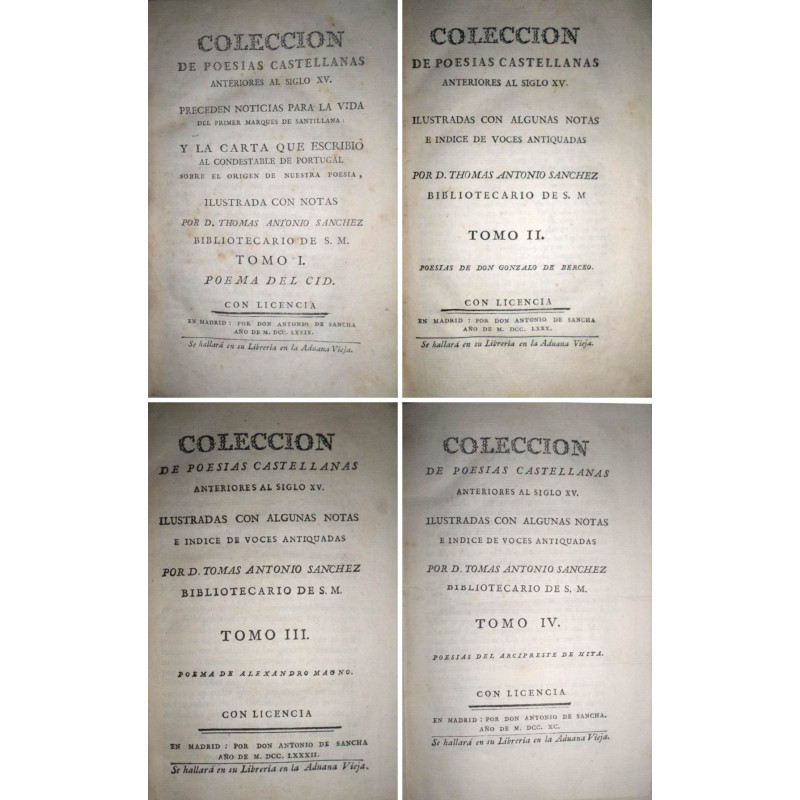 COLECCION
DE POESIAS CASTELLANAS
ANTERIORES AL SIGLO XV.
PRECEDEN NOTICIAS PARA LA VIDA
DEL PRIMER MARQUES DE SANTILLANA:
Y LA CARTA QUE ESCRIBIÓ
AL CONDESTABLE DE PORTUGAL
SOBRE EL ORIGEN DE NUESTRA POESIA,
ILUSTRADA CON NOTAS
POR D. THOMAS ANTONIO SANCHEZ
BIBLIOTECARIO DE S. M.
TOMO I.
POEMA DEL CID.
CON LICENCIA
EN MADRID: POR DON ANTONIO DE SANCHA
AÑO DE M. DCC. LXXIX.
Se hallará en su Librería en la Aduana Vieja.
COLECCION
DE POESIAS CASTELLANAS
ANTERIORES AL SIGLO XV.
ILUSTRADAS CON ALGUNAS NOTAS
E INDICE DE VOCES ANTIQUADAS
POR D. THOMAS ANTONIO SANCHEZ
BIBLIOTECARIO DE S. M
TOMO II.
POESIAS DE DON GONZALO DE BERCEO.
CON LICENCIA
EN MADRID: POR DON ANTONIO DE SANCHA
AÑO DE M. DCC. LXXX.
Se hallará en su Librería en la Aduana Vieja.
COLECCION
DE POESIAS CASTELLANAS
ANTERIORES AL SIGLO XV.
ILUSTRADAS CON ALGUNAS NOTAS
E INDICE DE VOCES ANTIQUADAS
POR D. TOMAS ANTONIO SANCHEZ
BIBLIOTECARIO DE S. M.
TOMO III.
POEMA DE ALEXANDRO MAGNO.
CON LICENCIA
EN MADRID: POR DON ANTONIO DE SANCHA
AÑO DE M. DCC. LXXXII.
Se hallará en su Librería en la Aduana Vieja.
COLECCION
DE POESIAS CASTELLANAS
ANTERIORES AL SIGLO XV.
ILUSTRADAS CON ALGUNAS NOTAS
E INDICE DE VOCES ANTIQUADAS
POR D. TOMAS ANTONIO SANCHEZ
BIBLIOTECARIO DE S. M.
TOMO IV.
POESIAS DEL ARCIPRESTE DE HITA.
CON LICENCIA
EN MADRID: POR DON ANTONIO DE SANCHA.
AÑO DE M. DCC. XC.
Se hallará en su Librería en la Aduana Vieja.